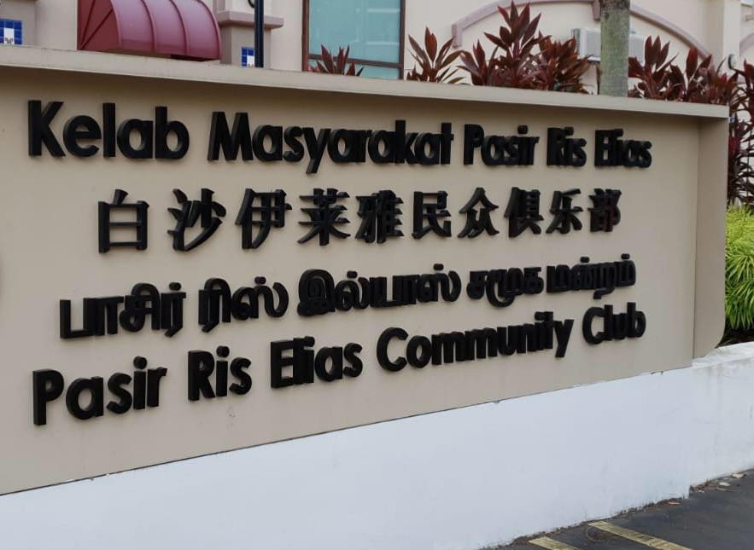 Kelab Masyarakat Pasir Ris Elias
白沙伊莱雅民众俱乐部
பாசிர் ரிஸ் இல்யாஸ் சமூக மன்றம்
Pasir Ris Elias Community Club